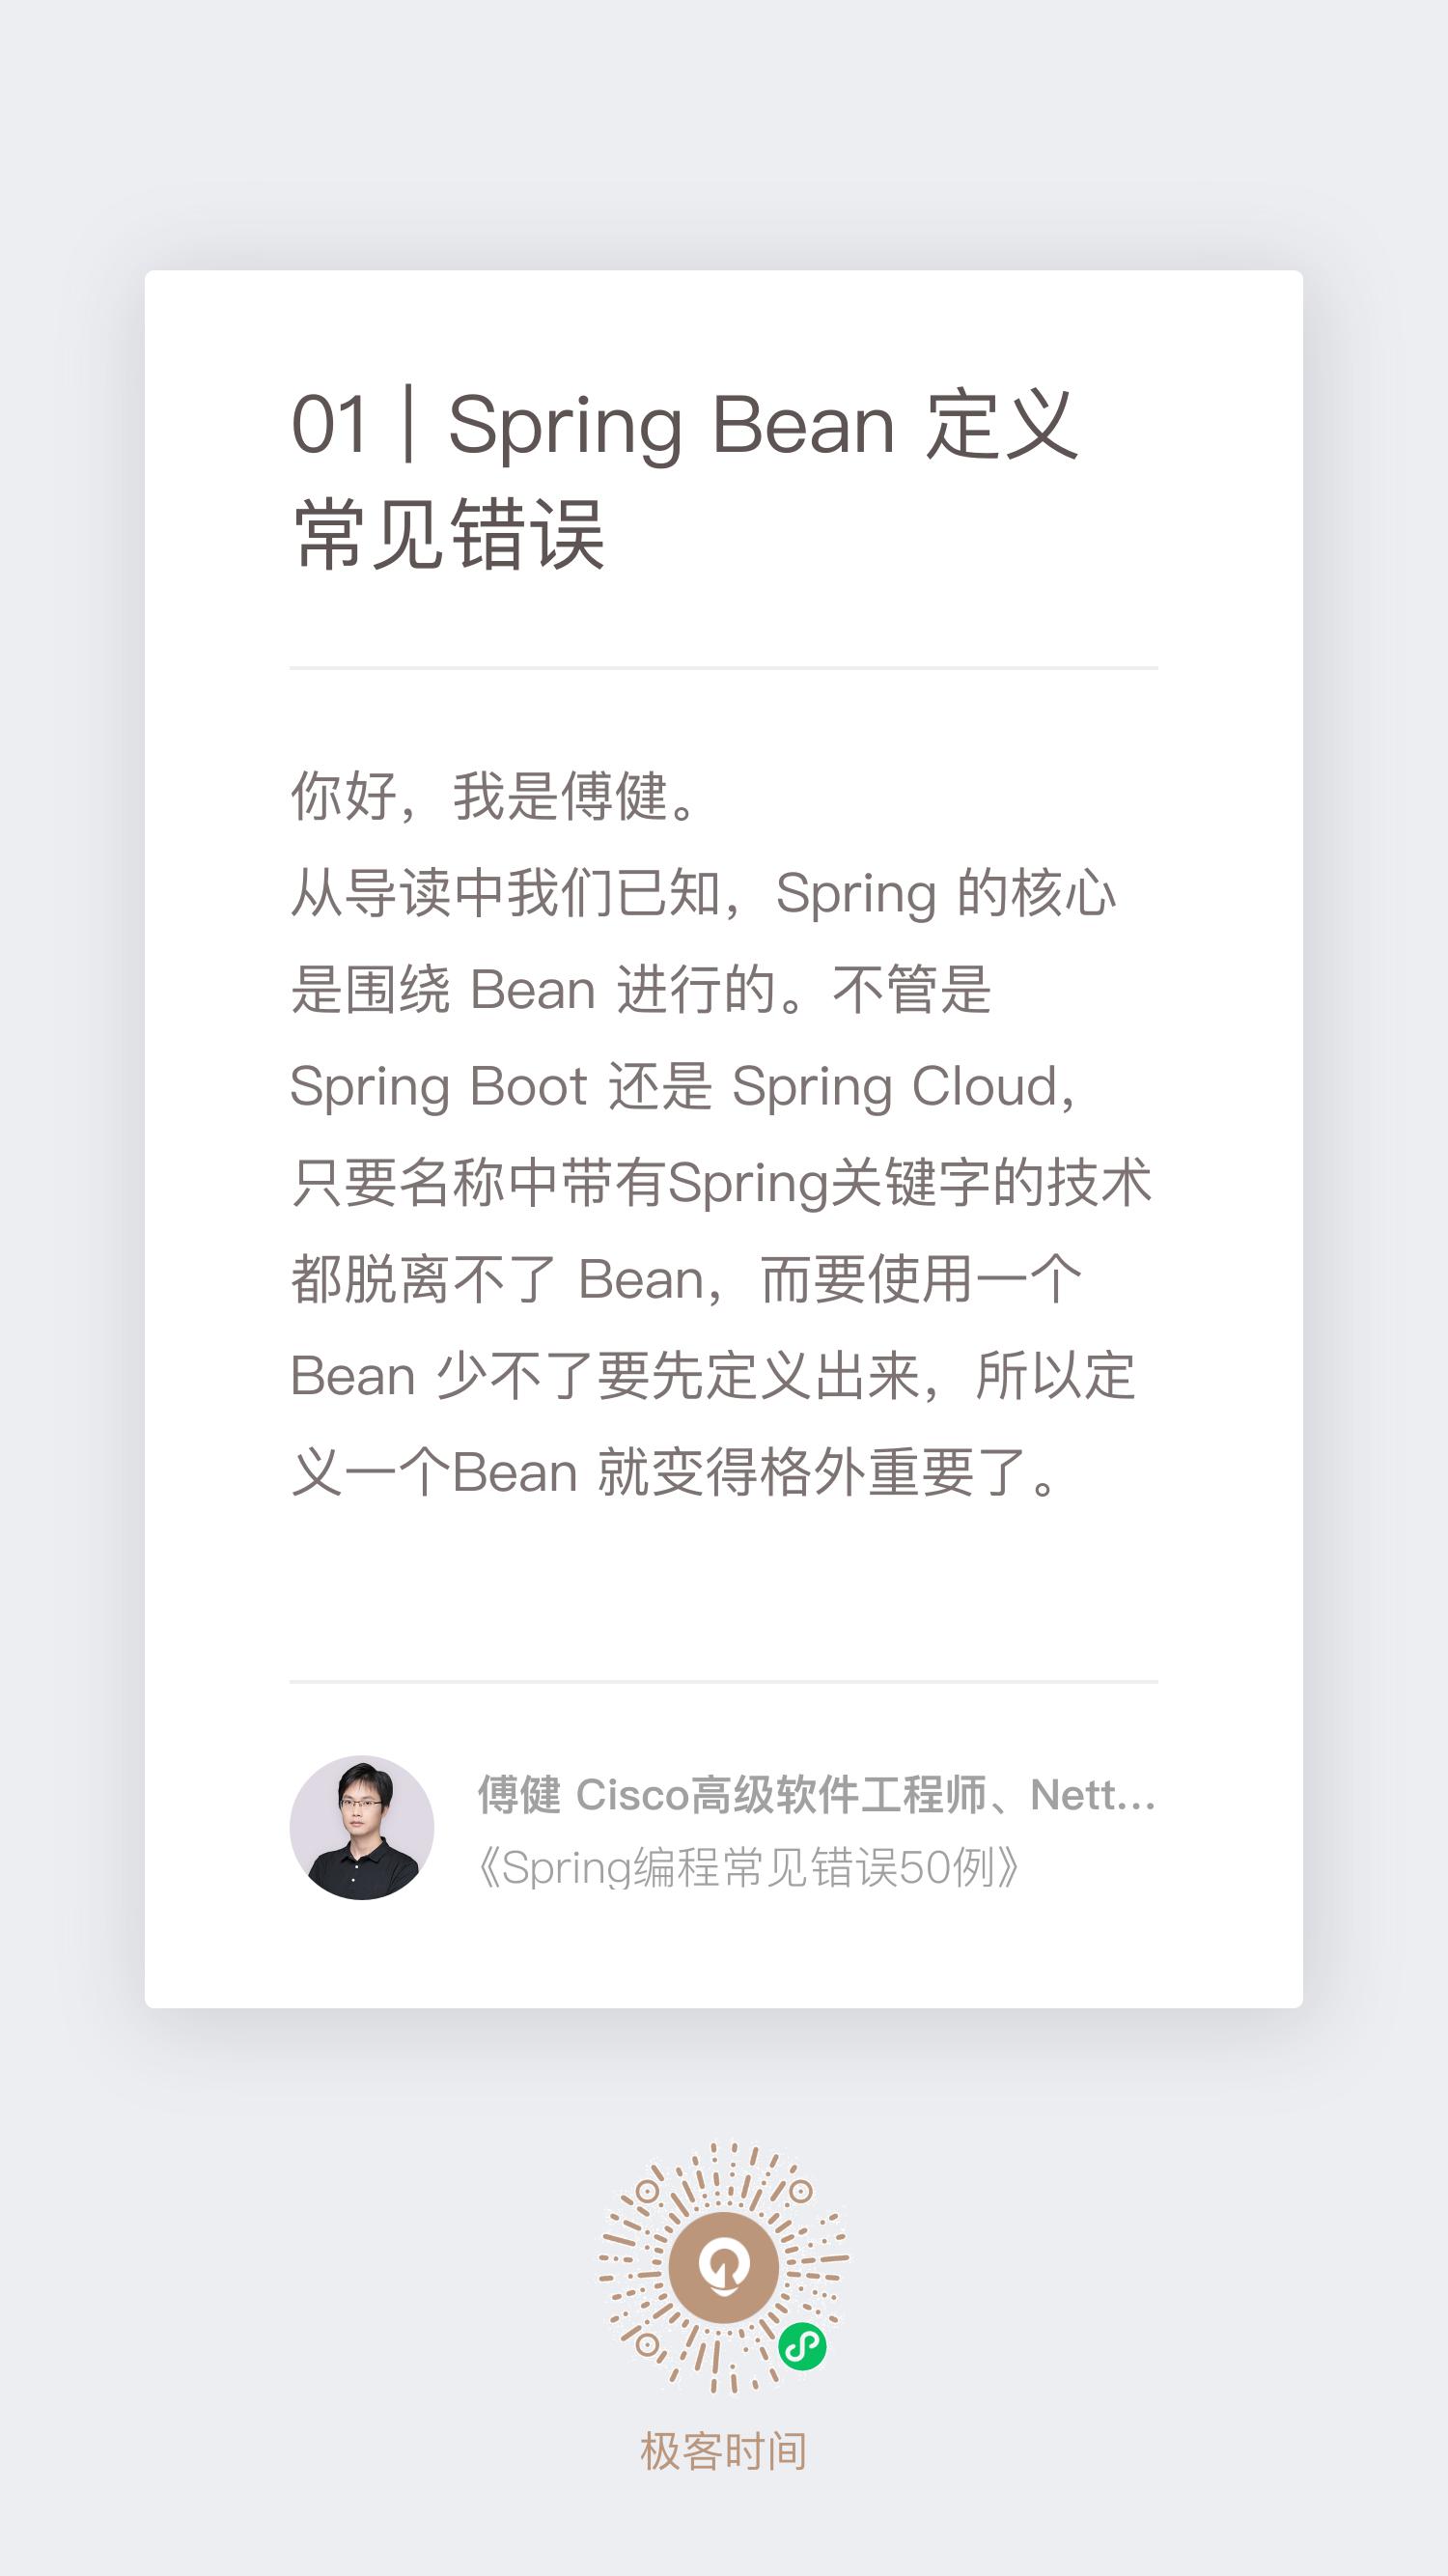 01｜Spring Bean 定义
常见错误
你好，我是傅健。
从导读中我们已知，Spring 的核心
是围绕 Bean 进行的。不管是
Spring Boot 还是 Spring Cloud，
只要名称中带有Spring关键字的技术
都脱离不了 Bean，而要使用一个
Bean 少不了要先定义出来，所以定
义一个Bean 就变得格外重要了。
傅健 Cisco高级软件工程师、Nett...
《Spring编程常见错误50例》
极客时间